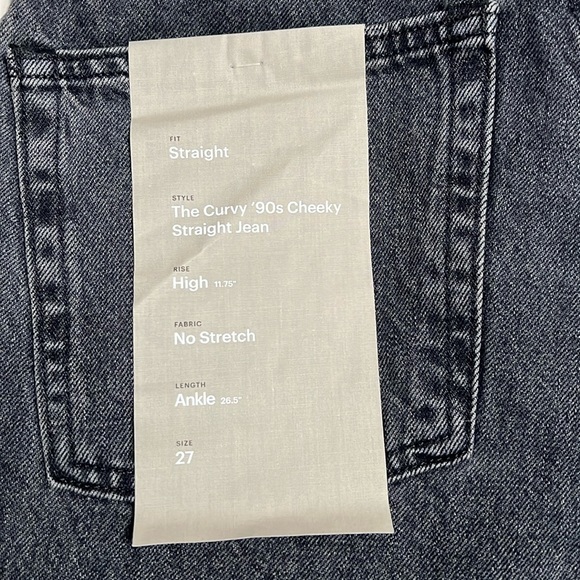 FIT
Straight
STYLE
The Curvy ’90s Cheeky
Straight Jean
RISE
High 11.75"
FABRIC
No Stretch
LENGTH
Ankle 26.5"
SIZE
27